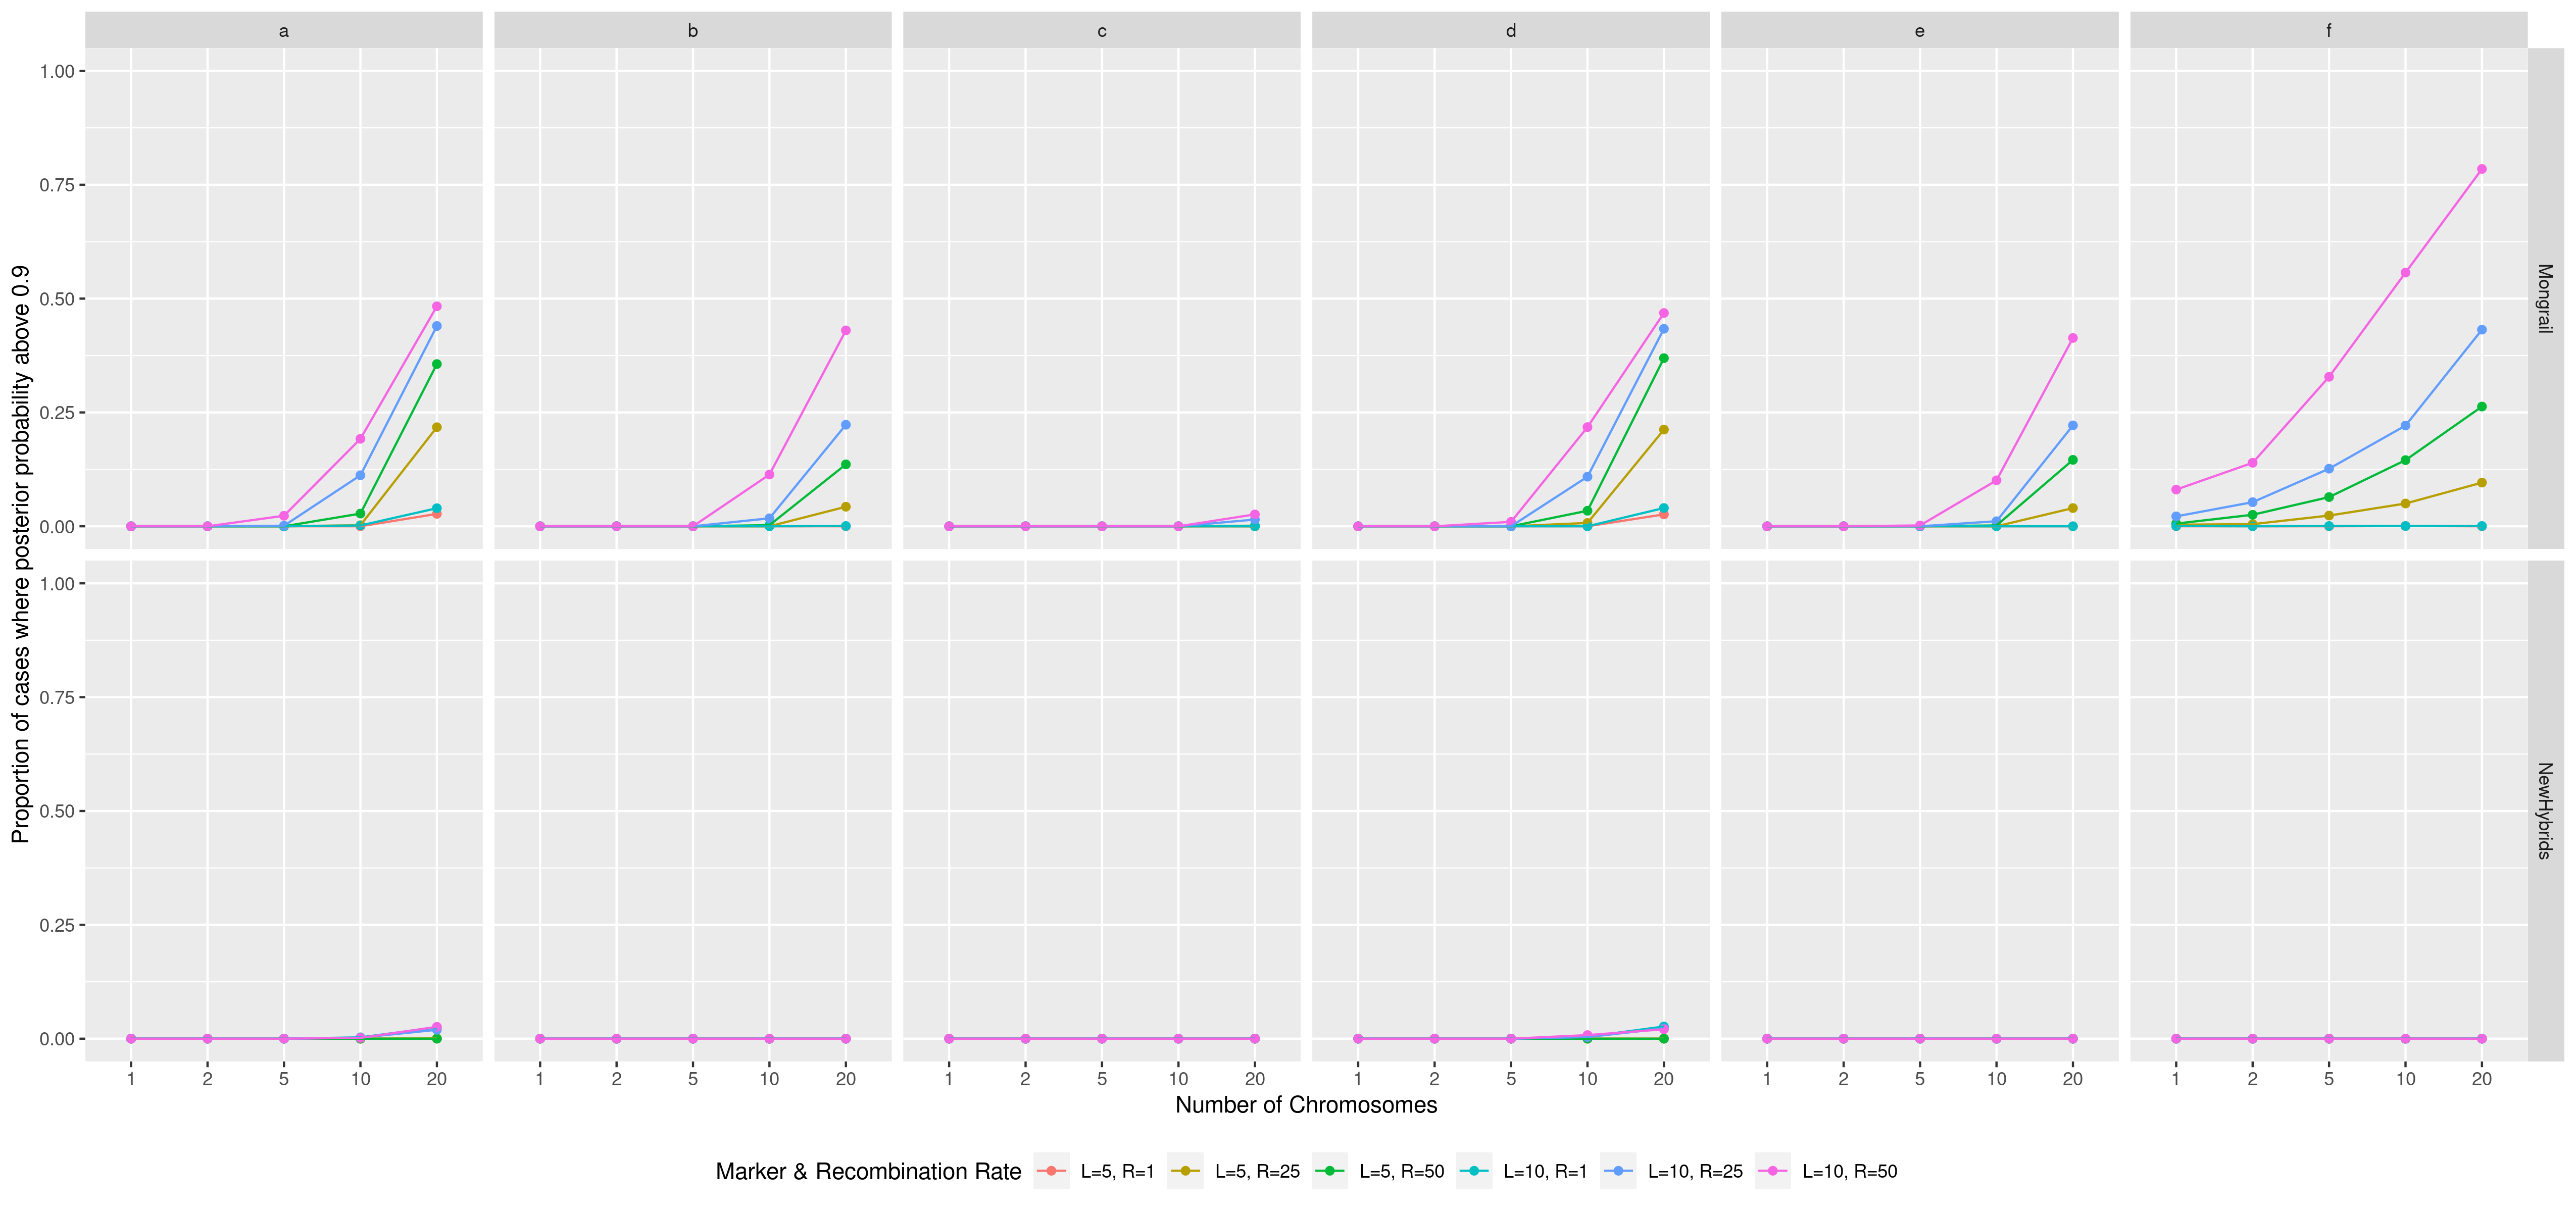 a b c d e f
Proportion of cases where posterior probability above 0.9
1.00
0.75
0.50
0.25
0.00
Mongrail
1.00
0.75
0.50
0.25
0.00
NewHybrids
1 2 5 10 20 1 2 5 10 20 1 2 5 10 20 1 2 5 10 20 1 2 5 10 20 1 2 5 10 20
Number of Chromosomes
Marker & Recombination Rate L=5, R=1 L=5, R=25 L=5, R=50 L=10, R=1 L=10, R=25 L=10, R=50